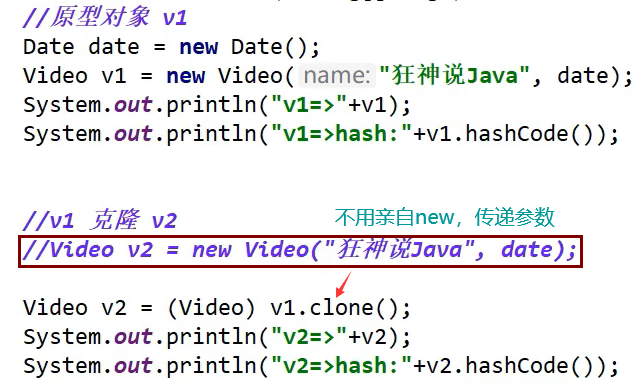 //原型对象 v1
Date date = new Date();
Video v1 = new Video( name: "狂神说Java", date);
System.out.println("v1=>"+v1);
System.out.println("v1=>hash:"+v1.hashCode());
//v1 克隆 v2
不用亲自new，传递参数
//Video v2 = new Video("狂神说Java", date);
Video v2 = (Video) v1.clone();
System.out.println("v2=>"+v2);
System.out.println("v2=>hash:"+v2.hashCode());